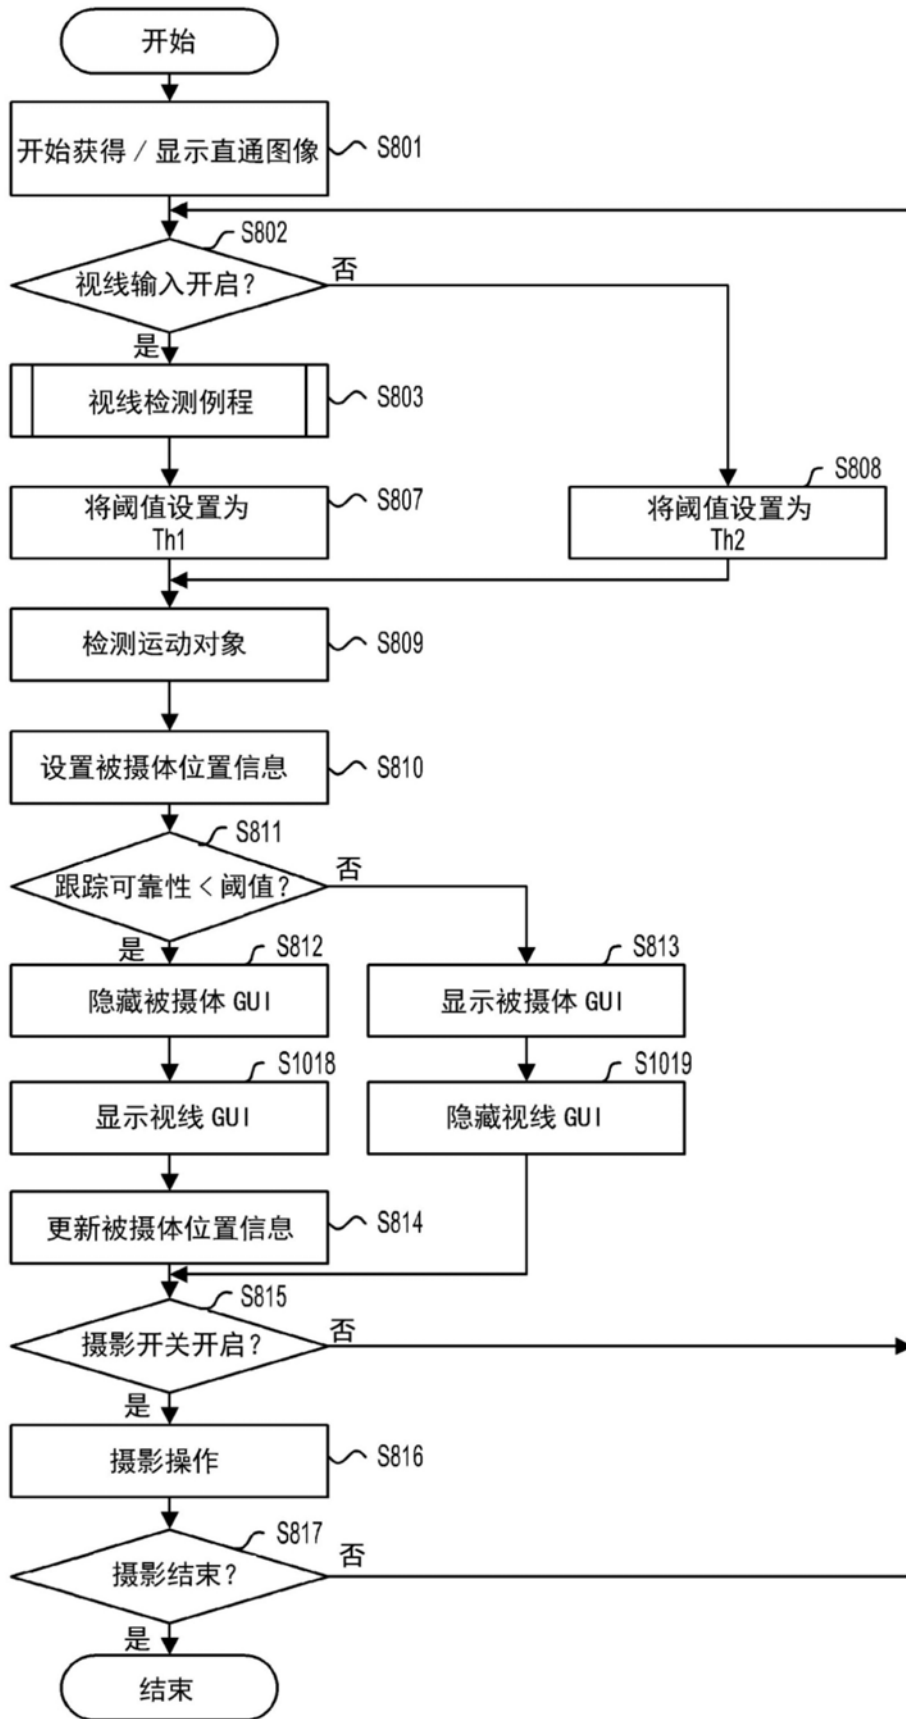 开始
开始获得／显示直通图像
S801
S802
视线输入开启？
否
是
视线检测例程
S803
将阈值设置为
Th1
S807
将阈值设置为
Th2
S808
检测运动对象
S809
设置被摄体位置信息
S810
S811
跟踪可靠性＜阈值？
否
是
S812
隐藏被摄体 GUI
S813
显示被摄体 GUI
S1018
显示视线 GUI
S1019
隐藏视线 GUI
更新被摄体位置信息
S814
S815
摄影开关开启？
否
是
摄影操作
S816
S817
摄影结束？
否
是
结束